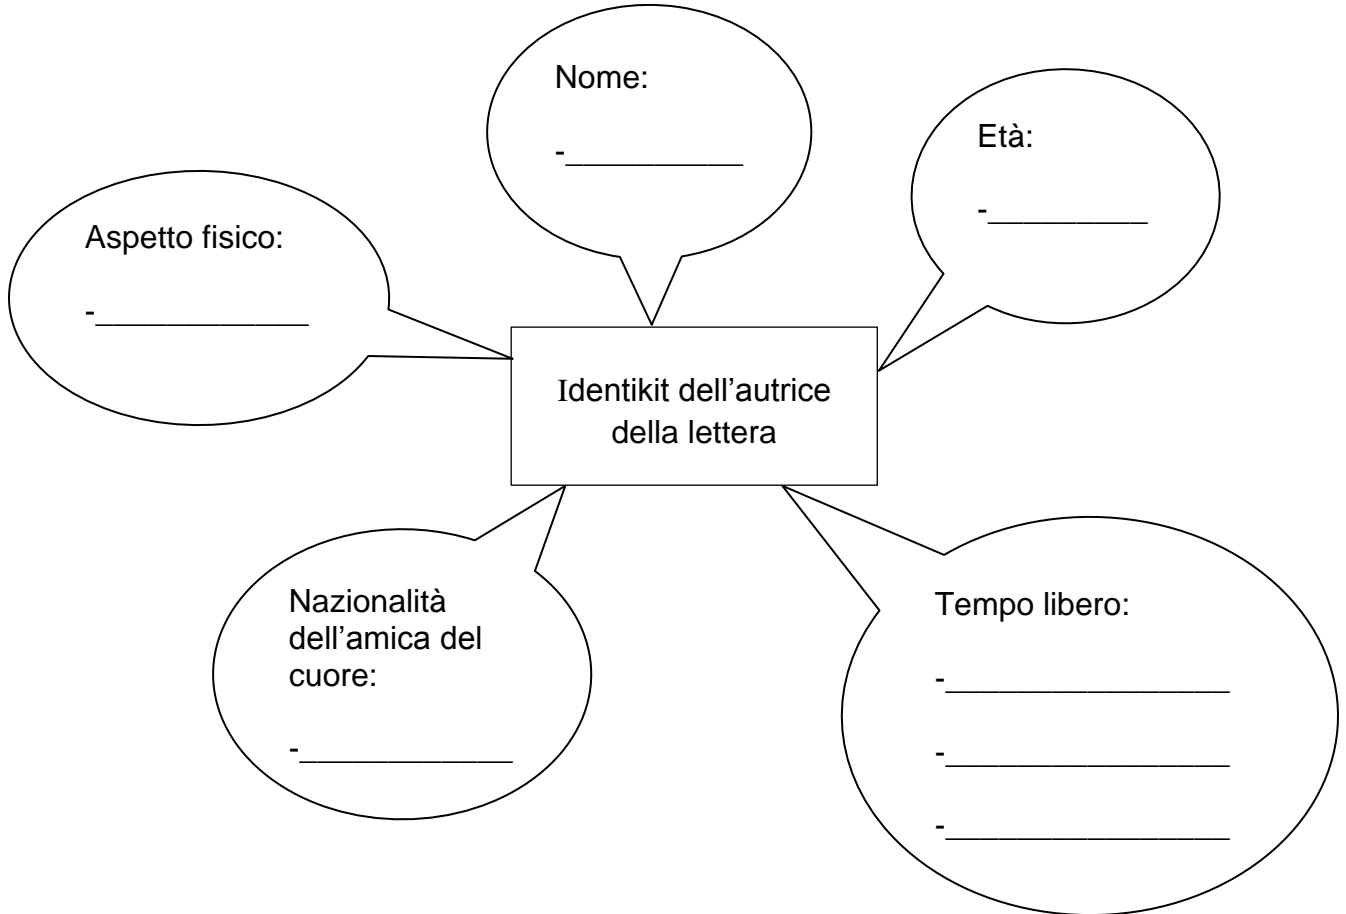 Nome:
-__________
Età:
-_________
Aspetto fisico:
-____________
Identikit dell’autrice
della lettera
Nazionalità
dell’amica del
cuore:
-____________
Tempo libero:
-________________
-________________
-________________